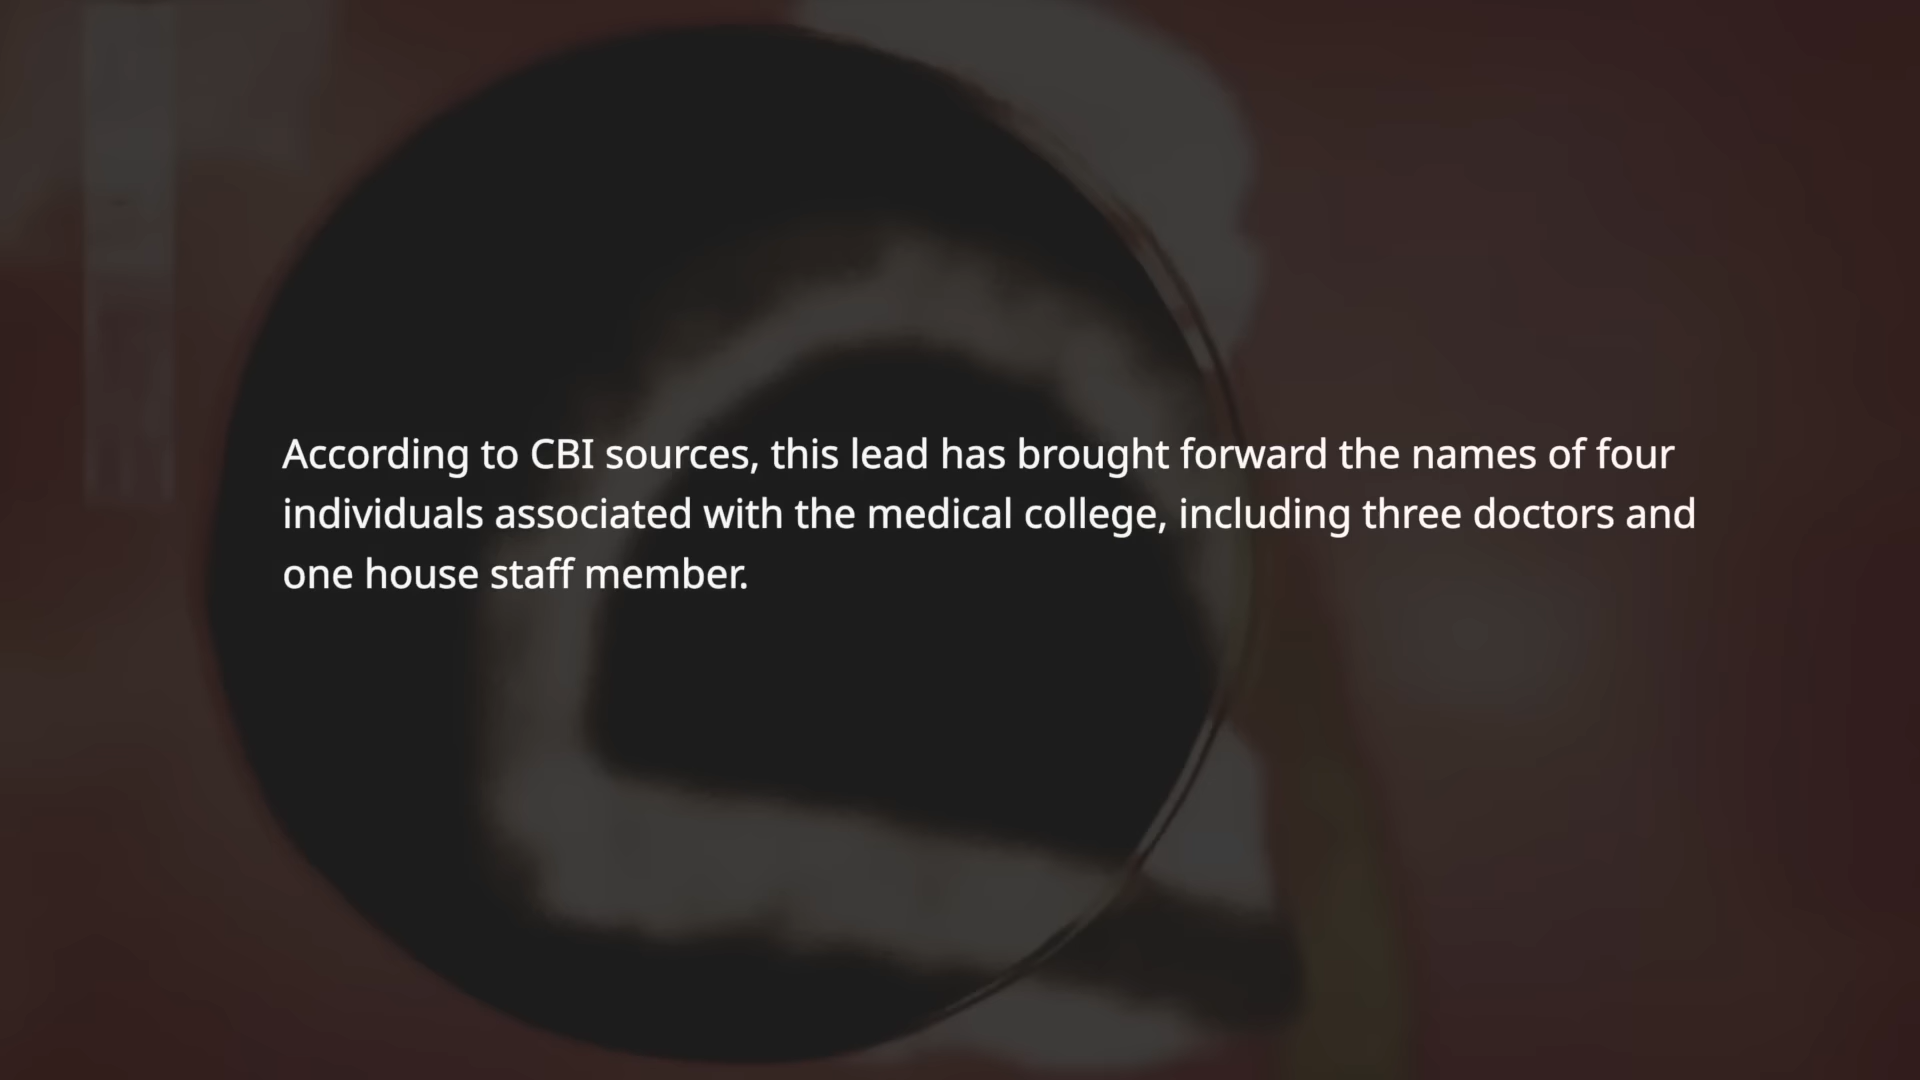 According to CBI sources, this lead has brought forward the names of four
individuals associated with the medical college, including three doctors and
one house staff member.